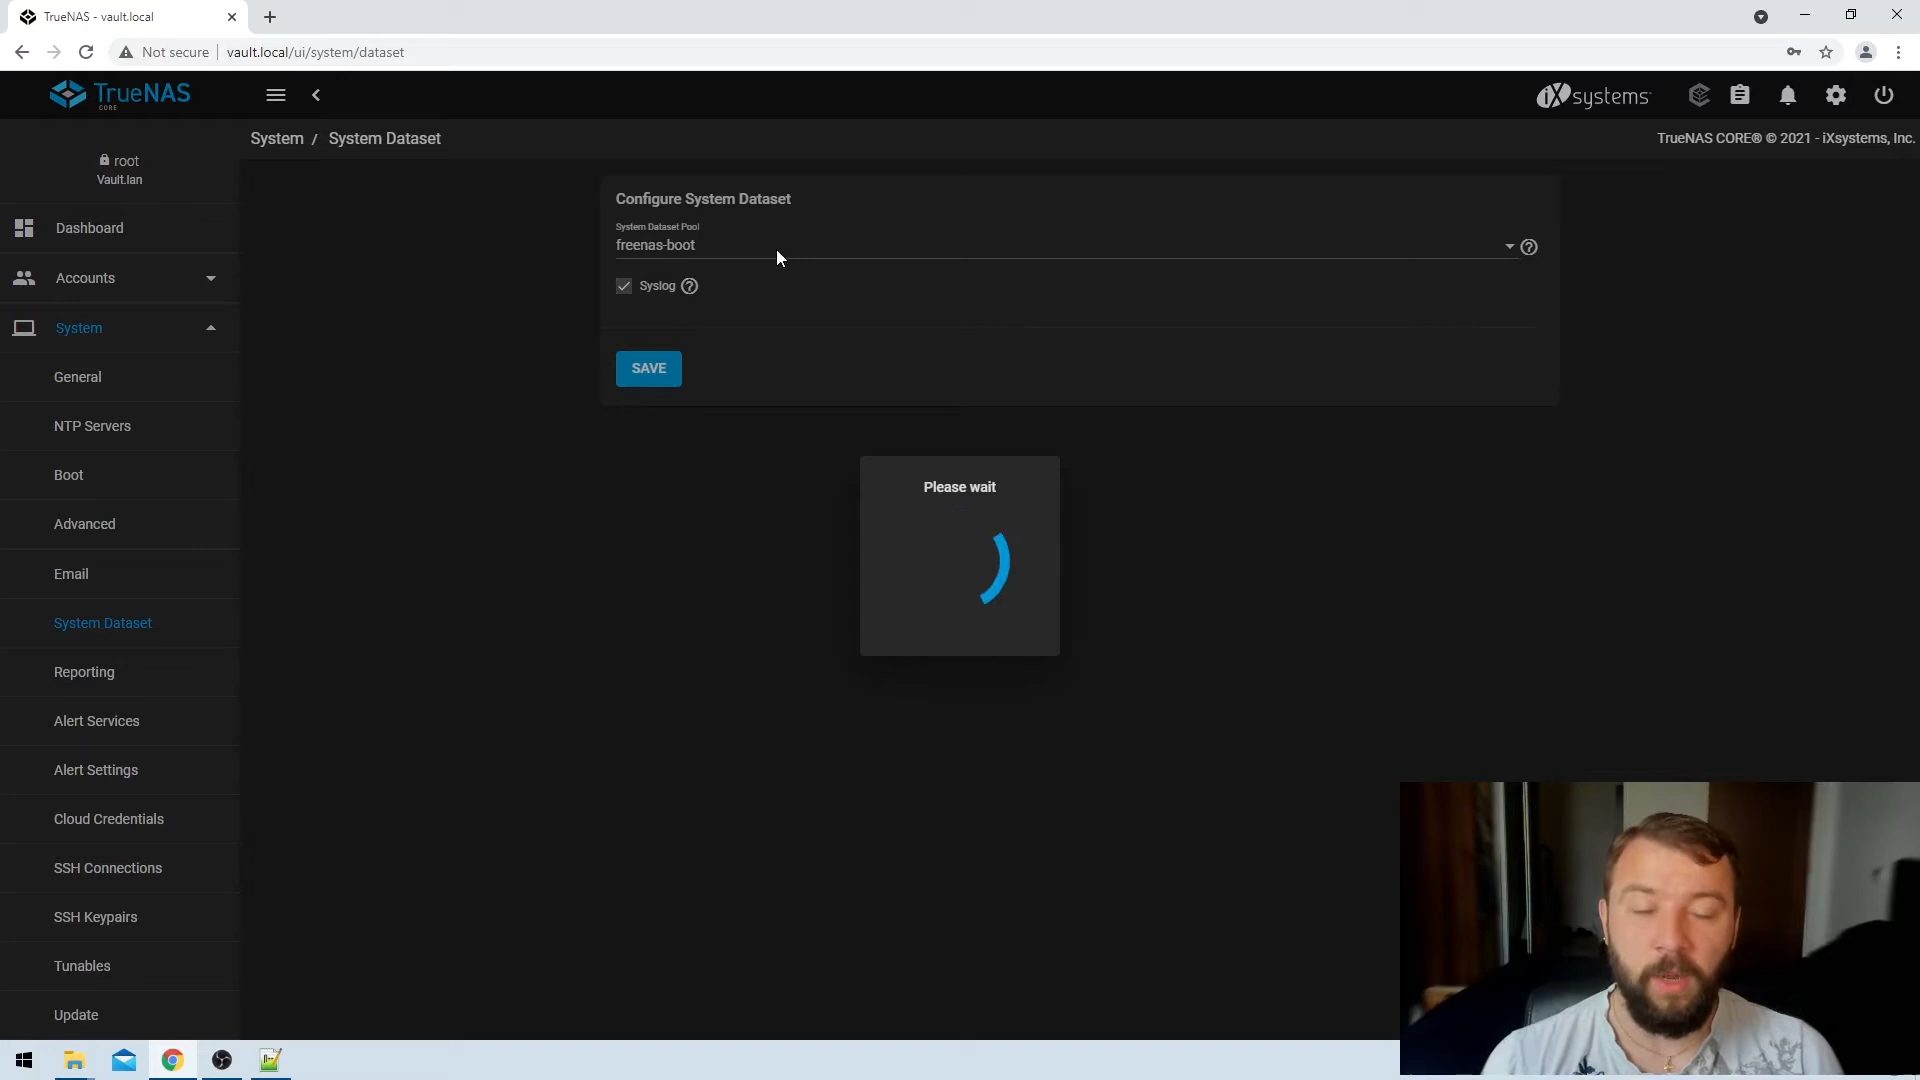 TrueNAS - vault.local
Not secure
vault.local/ui/system/dataset
TrueNAS
CORE
iXsystems
System / System Dataset
TrueNAS CORE® © 2021 - iXsystems, Inc.
root
Vault.lan
Dashboard
Accounts
System
General
NTP Servers
Boot
Advanced
Email
System Dataset
Reporting
Alert Services
Alert Settings
Cloud Credentials
SSH Connections
SSH Keypairs
Tunables
Update
Configure System Dataset
System Dataset Pool
freenas-boot
Syslog
SAVE
Please wait